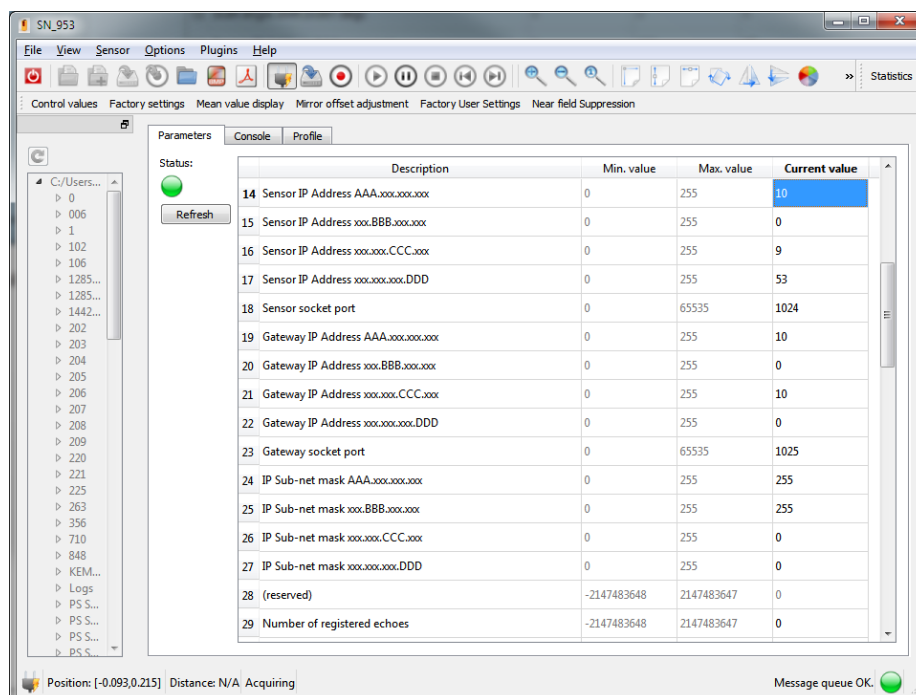 SN_953
File View Sensor Options Plugins Help
Statistics
Control values Factory settings Mean value display Mirror offset adjustment Factory User Settings Near field Suppression
Parameters Console Profile
Status:
Refresh
C:/Users...
0
006
1
102
106
1285...
1285...
1442...
202
203
204
205
206
207
208
209
220
221
225
263
356
710
848
KEM...
Logs
PS S...
PS S...
PS S...
PS S...
Description Min. value Max. value Current value
14 Sensor IP Address AAA.xxx.xxx.xxx 0 255 10
15 Sensor IP Address xxx.BBB.xxx.xxx 0 255 0
16 Sensor IP Address xxx.xxx.CCC.xxx 0 255 9
17 Sensor IP Address xxx.xxx.xxx.DDD 0 255 53
18 Sensor socket port 0 65535 1024
19 Gateway IP Address AAA.xxx.xxx.xxx 0 255 10
20 Gateway IP Address xxx.BBB.xxx.xxx 0 255 0
21 Gateway IP Address xxx.xxx.CCC.xxx 0 255 10
22 Gateway IP Address xxx.xxx.xxx.DDD 0 255 0
23 Gateway socket port 0 65535 1025
24 IP Sub-net mask AAA.xxx.xxx.xxx 0 255 255
25 IP Sub-net mask xxx.BBB.xxx.xxx 0 255 255
26 IP Sub-net mask xxx.xxx.CCC.xxx 0 255 0
27 IP Sub-net mask xxx.xxx.xxx.DDD 0 255 0
28 (reserved) -2147483648 2147483647 0
29 Number of registered echoes -2147483648 2147483647 0
Position: [-0.093,0.215] Distance: N/A Acquiring
Message queue OK.